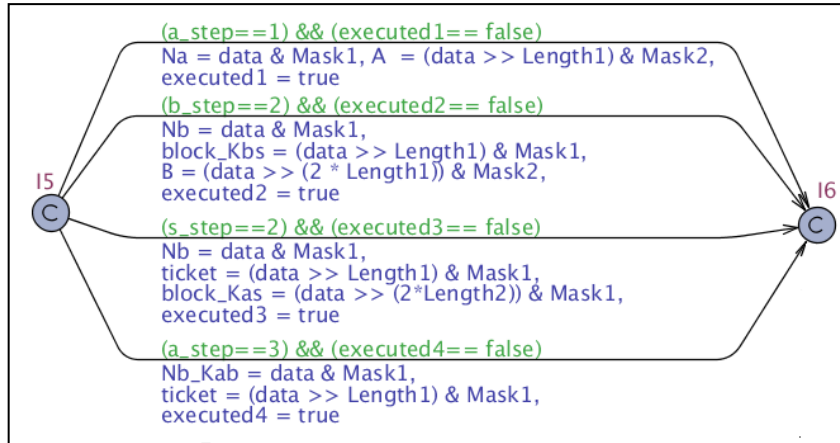 (a_step==1) && (executed1== false)
Na = data & Mask1, A = (data >> Length1) & Mask2,
executed1 = true
(b_step==2) && (executed2== false)
Nb = data & Mask1,
block_Kbs = (data >> Length1) & Mask1,
B = (data >> (2 * Length1)) & Mask2,
executed2 = true
I5
C
I6
C
(s_step==2) && (executed3== false)
Nb = data & Mask1,
ticket = (data >> Length1) & Mask1,
block_Kas = (data >> (2*Length2)) & Mask1,
executed3 = true
(a_step==3) && (executed4== false)
Nb_Kab = data & Mask1,
ticket = (data >> Length1) & Mask1,
executed4 = true